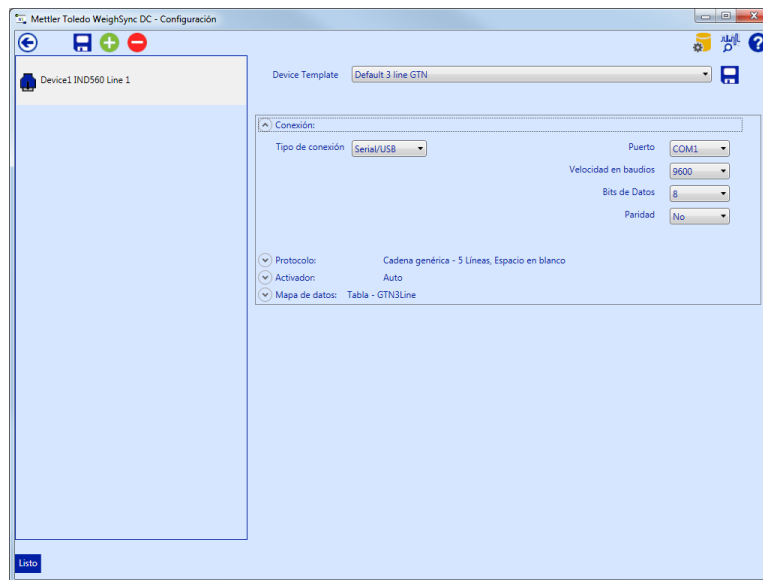 Mettler Toledo WeighSync DC - Configuración
Device1 IND560 Line 1
Device Template Default 3 line GTN
Conexión:
Tipo de conexión Serial/USB Puerto COM1
Velocidad en baudios 9600
Bits de Datos 8
Paridad No
Protocolo: Cadena genérica - 5 Líneas, Espacio en blanco
Activador: Auto
Mapa de datos: Tabla - GTN3Line
Listo